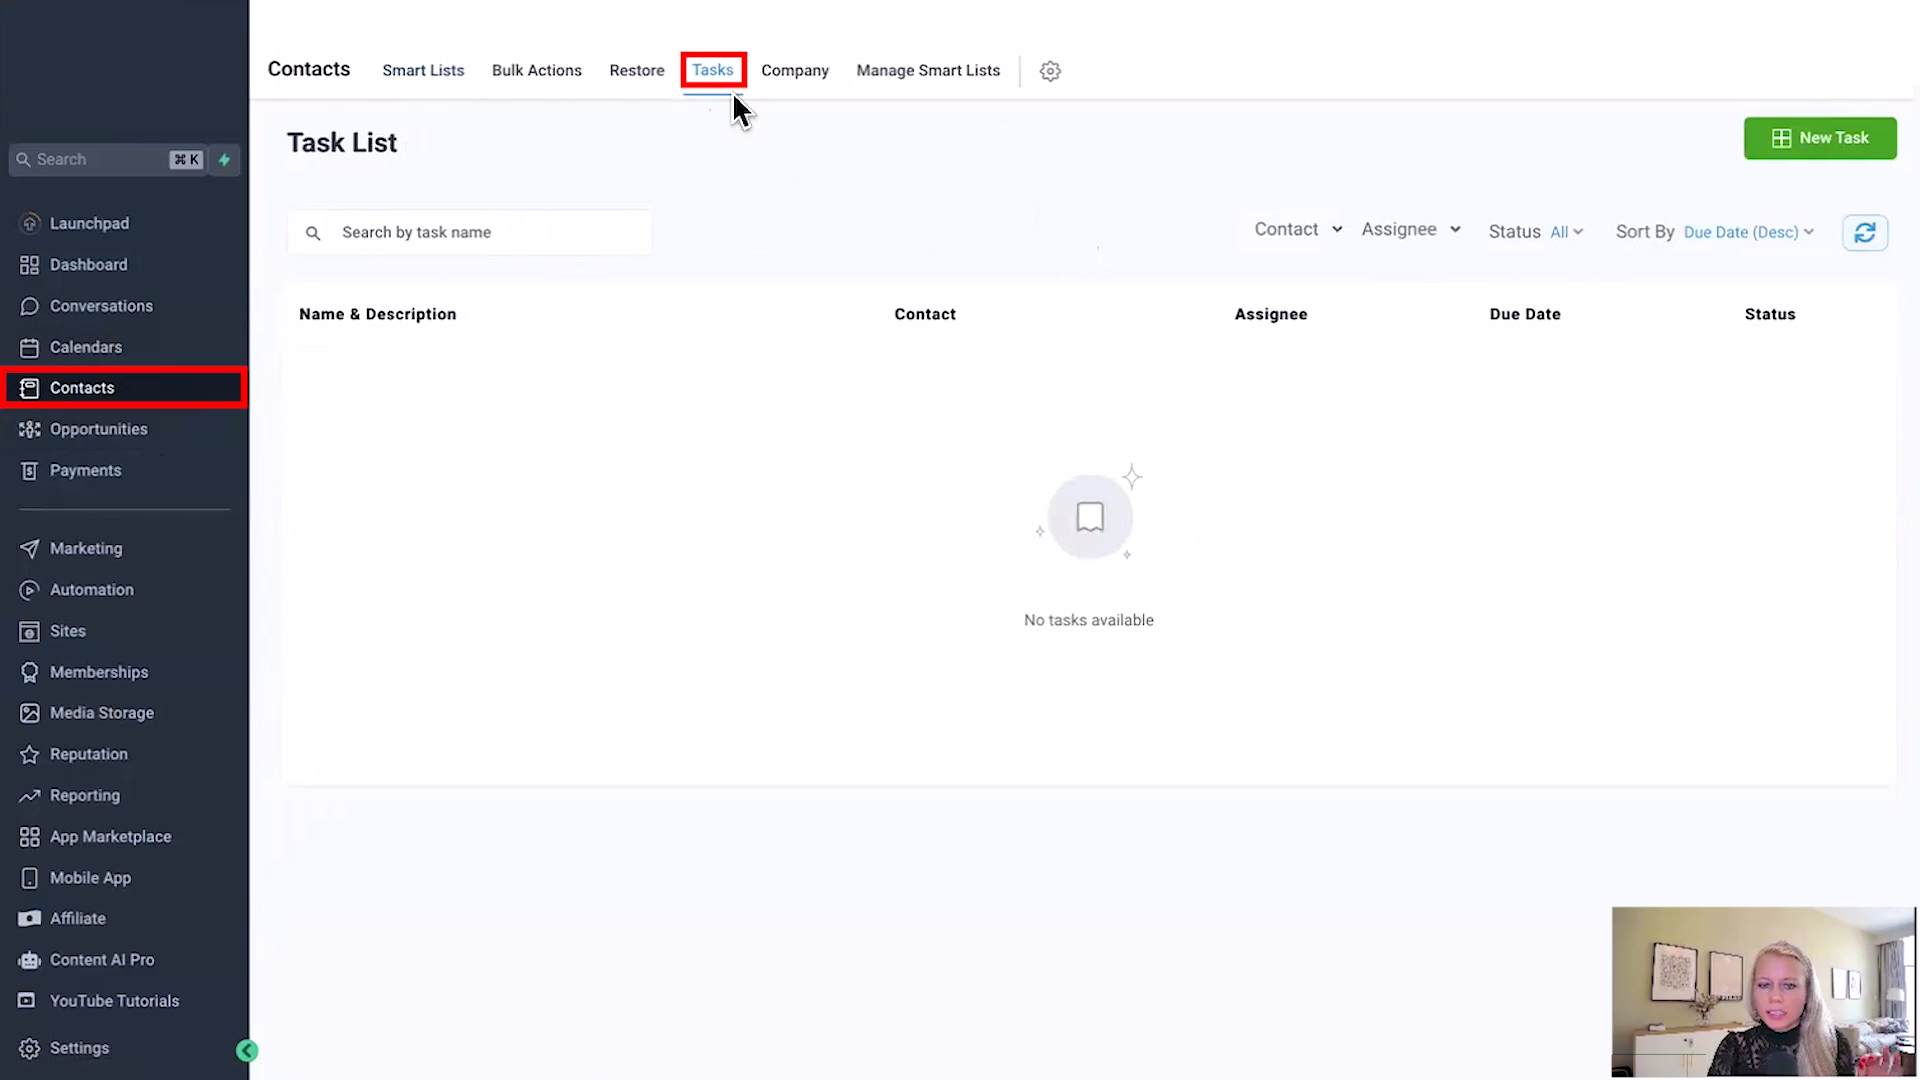 Contacts
Smart Lists
Bulk Actions
Restore
Tasks
Company
Manage Smart Lists
Task List
New Task
Search
⌘ K
Search by task name
Contact
Assignee
Status All
Sort By Due Date (Desc)
Name & Description
Contact
Assignee
Due Date
Status
No tasks available
Launchpad
Dashboard
Conversations
Calendars
Contacts
Opportunities
Payments
Marketing
Automation
Sites
Memberships
Media Storage
Reputation
Reporting
App Marketplace
Mobile App
Affiliate
Content AI Pro
YouTube Tutorials
Settings